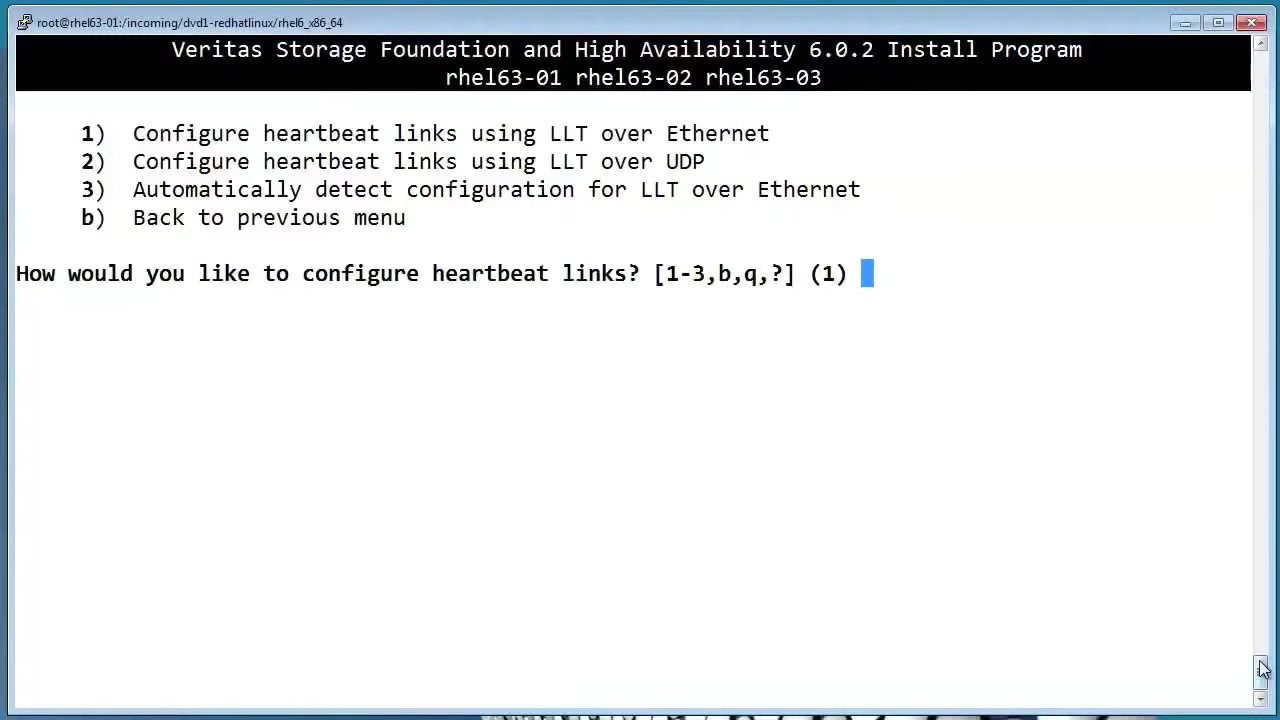 root@rhel63-01:/incoming/dvd1-redhatlinux/rhel6_x86_64
Veritas Storage Foundation and High Availability 6.0.2 Install Program
rhel63-01 rhel63-02 rhel63-03
1) Configure heartbeat links using LLT over Ethernet
2) Configure heartbeat links using LLT over UDP
3) Automatically detect configuration for LLT over Ethernet
b) Back to previous menu
How would you like to configure heartbeat links? [1-3,b,q,?] (1)